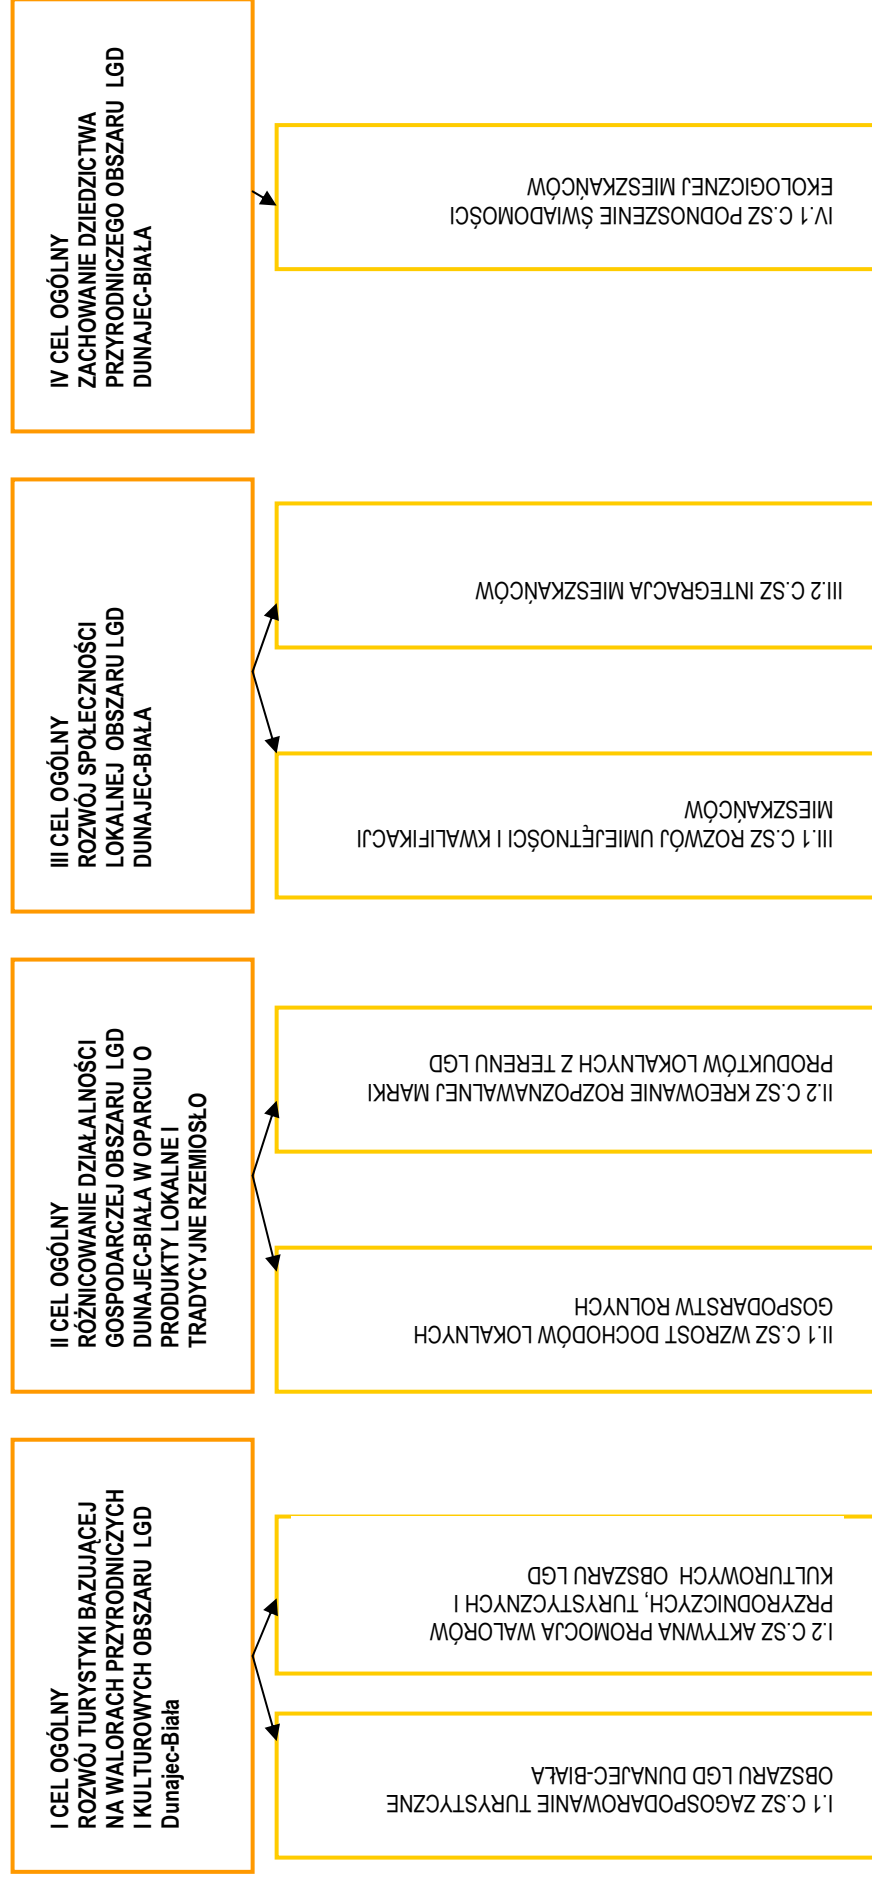 I CEL OGÓLNY
ROZWÓJ TURYSTYKI BAZUJĄCEJ
NA WALORACH PRZYRODNICZYCH
I KULTUROWYCH OBSZARU LGD
Dunajec-Biała
I.1 C.SZ ZAGOSPODAROWANIE TURYSTYCZNE
OBSZARU LGD DUNAJEC-BIAŁA
I.2 C.SZ AKTYWNA PROMOCJA WALORÓW
PRZYRODNICZYCH, TURYSTYCZNYCH I
KULTUROWYCH OBSZARU LGD
II CEL OGÓLNY
RÓŻNICOWANIE DZIAŁALNOŚCI
GOSPODARCZEJ OBSZARU LGD
DUNAJEC-BIAŁA W OPARCIU O
PRODUKTY LOKALNE I
TRADYCYJNE RZEMIOSŁO
II.1 C.SZ WZROST DOCHODÓW LOKALNYCH
GOSPODARSTW ROLNYCH
II.2 C.SZ KREOWANIE ROZPOZNAWALNEJ MARKI
PRODUKTÓW LOKALNYCH Z TERENU LGD
III CEL OGÓLNY
ROZWÓJ SPOŁECZNOŚCI
LOKALNEJ OBSZARU LGD
DUNAJEC-BIAŁA
III.1 C.SZ ROZWÓJ UMIEJĘTNOŚCI I KWALIFIKACJI
MIESZKAŃCÓW
III.2 C.SZ INTEGRACJA MIESZKAŃCÓW
IV CEL OGÓLNY
ZACHOWANIE DZIEDZICTWA
PRZYRODNICZEGO OBSZARU LGD
DUNAJEC-BIAŁA
IV.1 C.SZ PODNOSZENIE ŚWIADOMOŚCI
EKOLOGICZNEJ MIESZKAŃCÓW